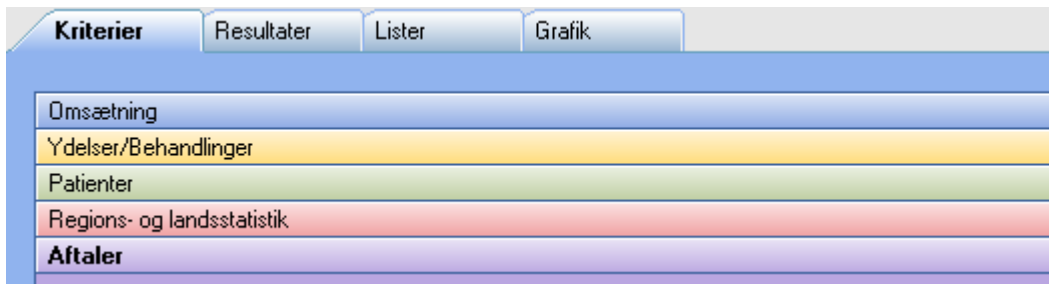 Kriterier Resultater Lister Grafik
Omsætning
Ydelser/Behandlinger
Patienter
Regions- og landsstatistik
Aftaler